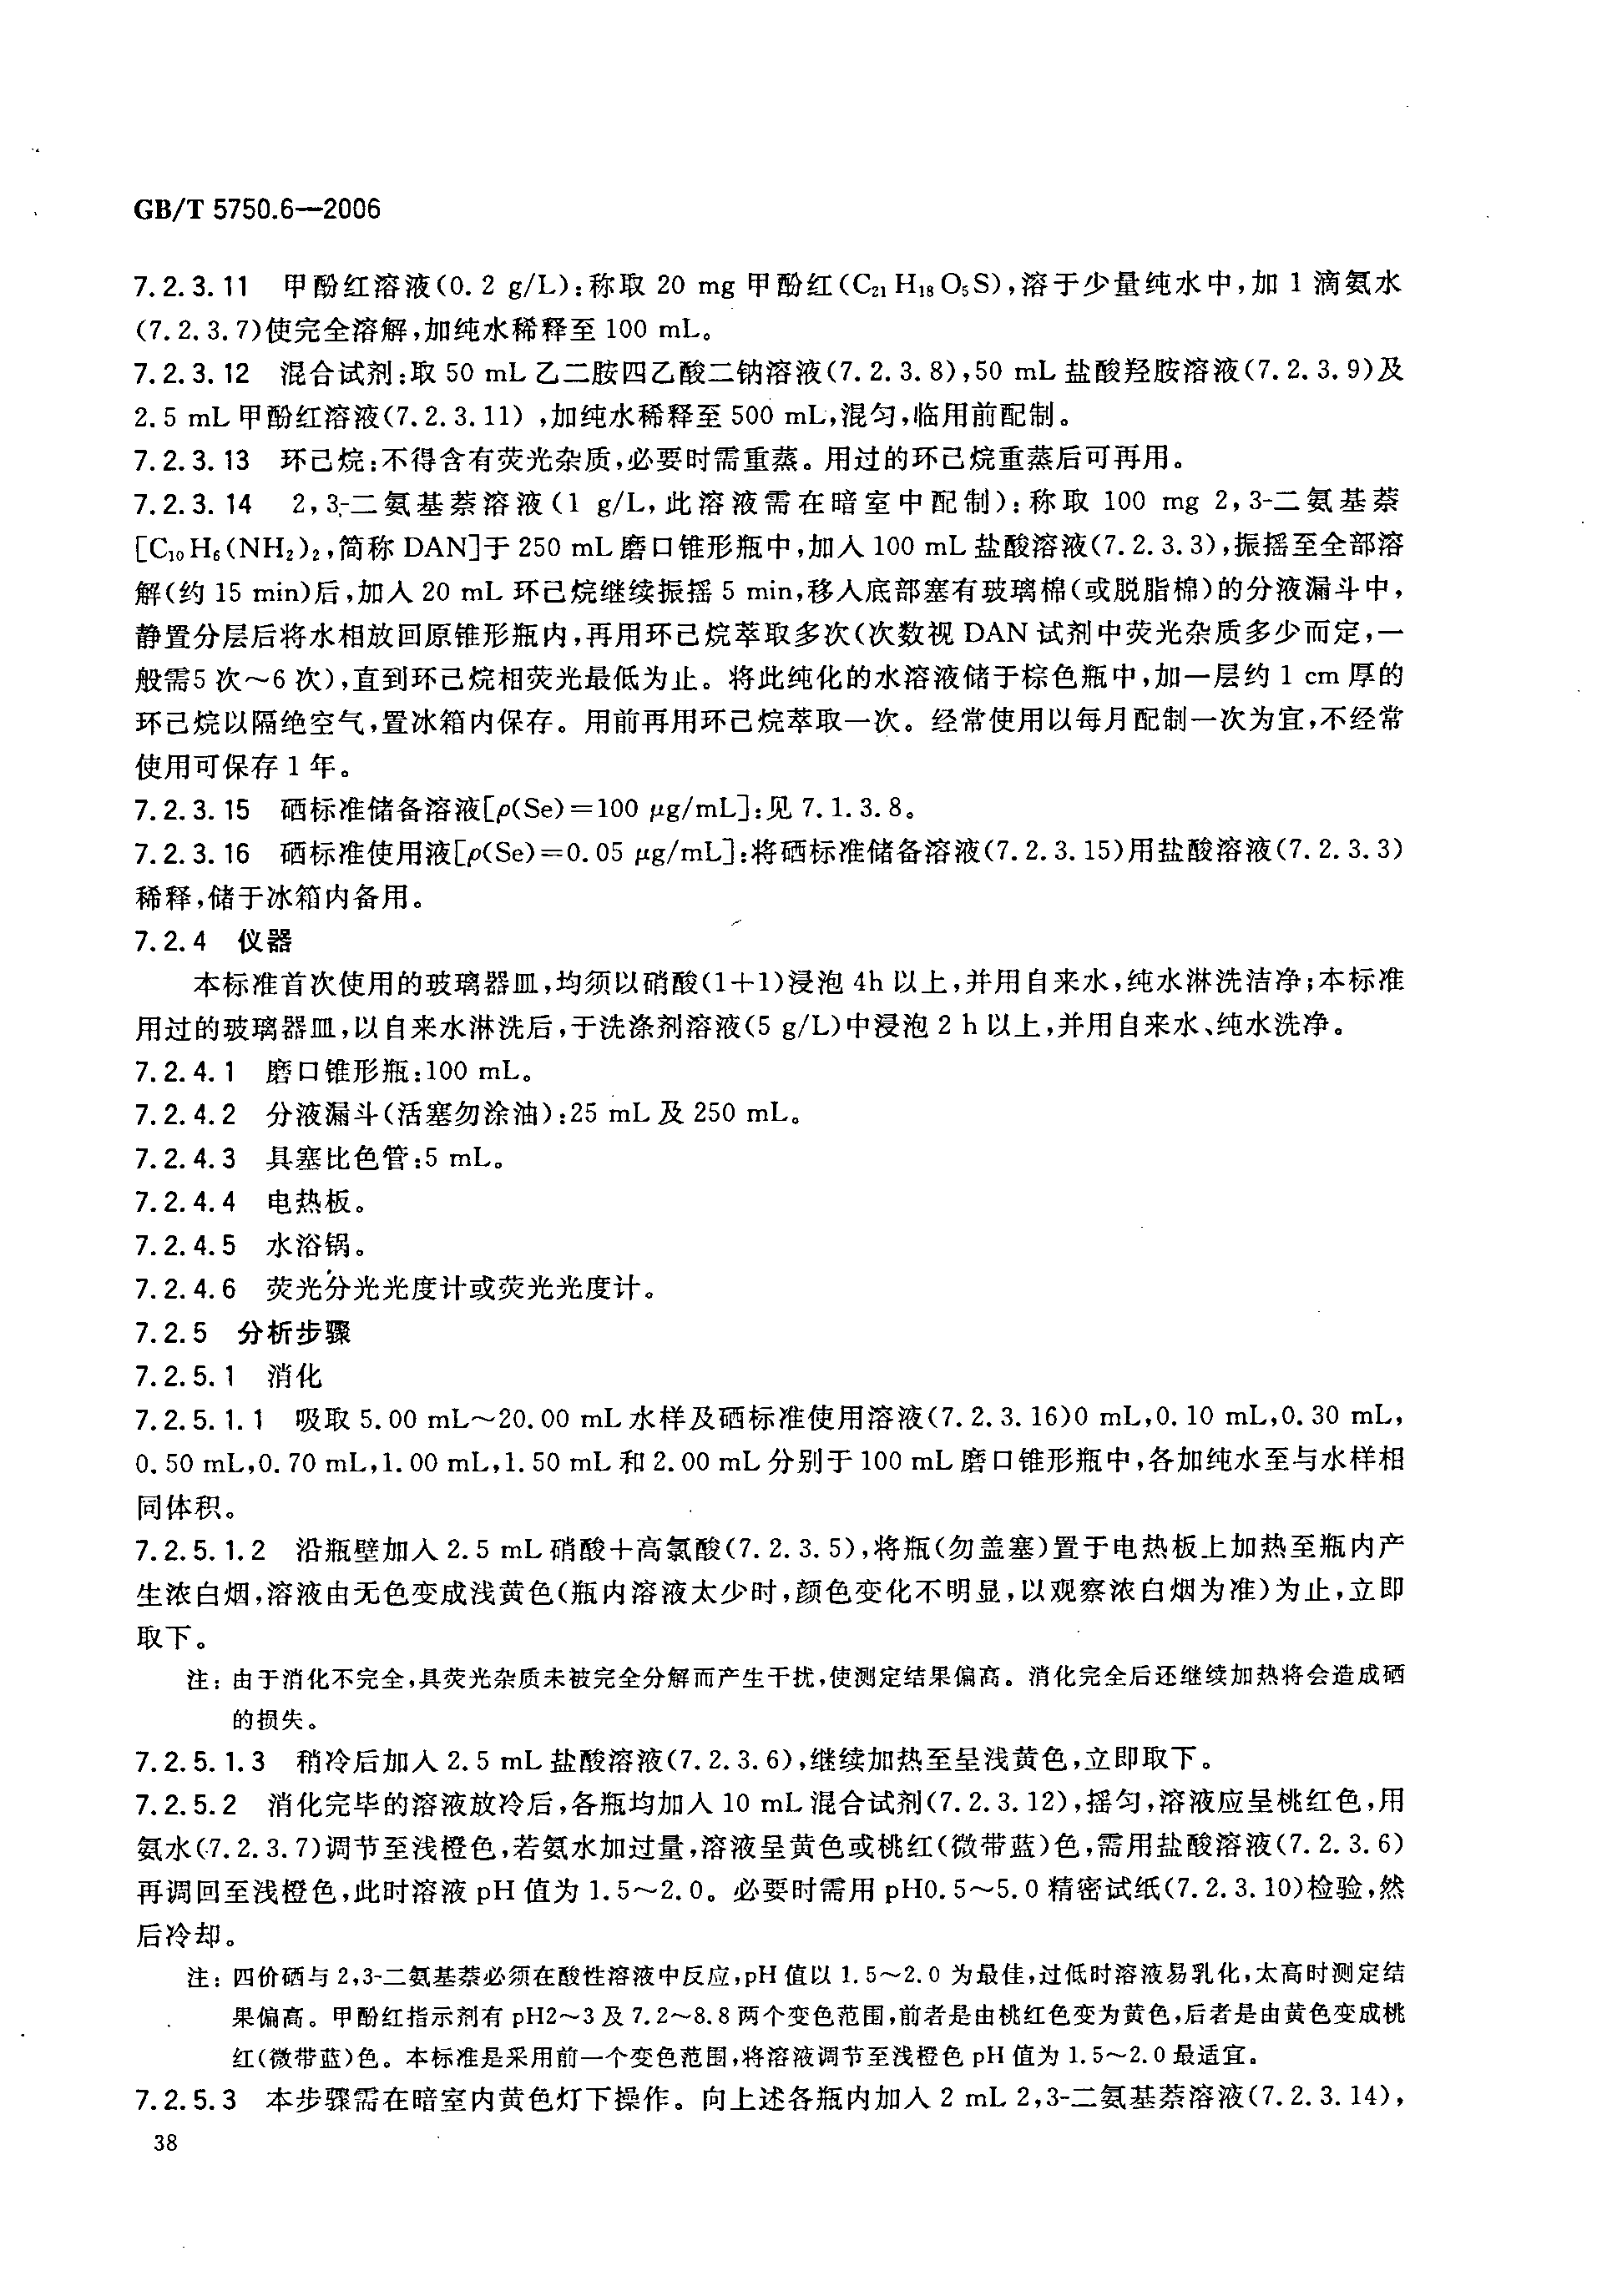 GB/T 5750.6—2006
7.2.3.11 甲酚红溶液(0.2 g/L):称取 20 mg 甲酚红(C₂₁H₁₈O₅S),溶于少量纯水中,加 1 滴氨水
(7.2.3.7)使完全溶解,加纯水稀释至 100 mL。
7.2.3.12 混合试剂:取 50 mL 乙二胺四乙酸二钠溶液(7.2.3.8),50 mL 盐酸羟胺溶液(7.2.3.9)及
2.5 mL 甲酚红溶液(7.2.3.11),加纯水稀释至 500 mL,混匀,临用前配制。
7.2.3.13 环己烷:不得含有荧光杂质,必要时需重蒸。用过的环己烷重蒸后可再用。
7.2.3.14 2,3-二氨基萘溶液(1 g/L,此溶液需在暗室中配制):称取 100 mg 2,3-二氨基萘
[C₁₀H₆(NH₂)₂,简称 DAN]于 250 mL 磨口锥形瓶中,加入 100 mL 盐酸溶液(7.2.3.3),振摇至全部溶
解(约 15 min)后,加入 20 mL 环己烷继续振摇 5 min,移入底部塞有玻璃棉(或脱脂棉)的分液漏斗中,
静置分层后将水相放回原锥形瓶内,再用环己烷萃取多次(次数视 DAN 试剂中荧光杂质多少而定,一
般需5 次～6 次),直到环己烷相荧光最低为止。将此纯化的水溶液储于棕色瓶中,加一层约 1 cm 厚的
环己烷以隔绝空气,置冰箱内保存。用前再用环己烷萃取一次。经常使用以每月配制一次为宜,不经常
使用可保存 1 年。
7.2.3.15 硒标准储备溶液[ρ(Se)=100 μg/mL]:见 7.1.3.8。
7.2.3.16 硒标准使用液[ρ(Se)=0.05 μg/mL]:将硒标准储备溶液(7.2.3.15)用盐酸溶液(7.2.3.3)
稀释,储于冰箱内备用。
7.2.4 仪器
本标准首次使用的玻璃器皿,均须以硝酸(1+1)浸泡 4h 以上,并用自来水,纯水淋洗洁净;本标准
用过的玻璃器皿,以自来水淋洗后,于洗涤剂溶液(5 g/L)中浸泡 2 h 以上,并用自来水、纯水洗净。
7.2.4.1 磨口锥形瓶:100 mL。
7.2.4.2 分液漏斗(活塞勿涂油):25 mL 及 250 mL。
7.2.4.3 具塞比色管:5 mL。
7.2.4.4 电热板。
7.2.4.5 水浴锅。
7.2.4.6 荧光分光光度计或荧光光度计。
7.2.5 分析步骤
7.2.5.1 消化
7.2.5.1.1 吸取 5.00 mL～20.00 mL 水样及硒标准使用溶液(7.2.3.16)0 mL,0.10 mL,0.30 mL,
0.50 mL,0.70 mL,1.00 mL,1.50 mL 和 2.00 mL 分别于 100 mL 磨口锥形瓶中,各加纯水至与水样相
同体积。
7.2.5.1.2 沿瓶壁加入 2.5 mL 硝酸+高氯酸(7.2.3.5),将瓶(勿盖塞)置于电热板上加热至瓶内产
生浓白烟,溶液由无色变成浅黄色(瓶内溶液太少时,颜色变化不明显,以观察浓白烟为准)为止,立即
取下。
注:由于消化不完全,具荧光杂质未被完全分解而产生干扰,使测定结果偏高。消化完全后还继续加热将会造成硒
的损失。
7.2.5.1.3 稍冷后加入 2.5 mL 盐酸溶液(7.2.3.6),继续加热至呈浅黄色,立即取下。
7.2.5.2 消化完毕的溶液放冷后,各瓶均加入 10 mL 混合试剂(7.2.3.12),摇匀,溶液应呈桃红色,用
氨水(7.2.3.7)调节至浅橙色,若氨水加过量,溶液呈黄色或桃红(微带蓝)色,需用盐酸溶液(7.2.3.6)
再调回至浅橙色,此时溶液 pH 值为 1.5～2.0。必要时需用 pH0.5～5.0 精密试纸(7.2.3.10)检验,然
后冷却。
注:四价硒与 2,3-二氨基萘必须在酸性溶液中反应,pH 值以 1.5～2.0 为最佳,过低时溶液易乳化,太高时测定结
果偏高。甲酚红指示剂有 pH2～3 及 7.2～8.8 两个变色范围,前者是由桃红色变为黄色,后者是由黄色变成桃
红(微带蓝)色。本标准是采用前一个变色范围,将溶液调节至浅橙色 pH 值为 1.5～2.0 最适宜。
7.2.5.3 本步骤需在暗室内黄色灯下操作。向上述各瓶内加入 2 mL 2,3-二氨基萘溶液(7.2.3.14),
38